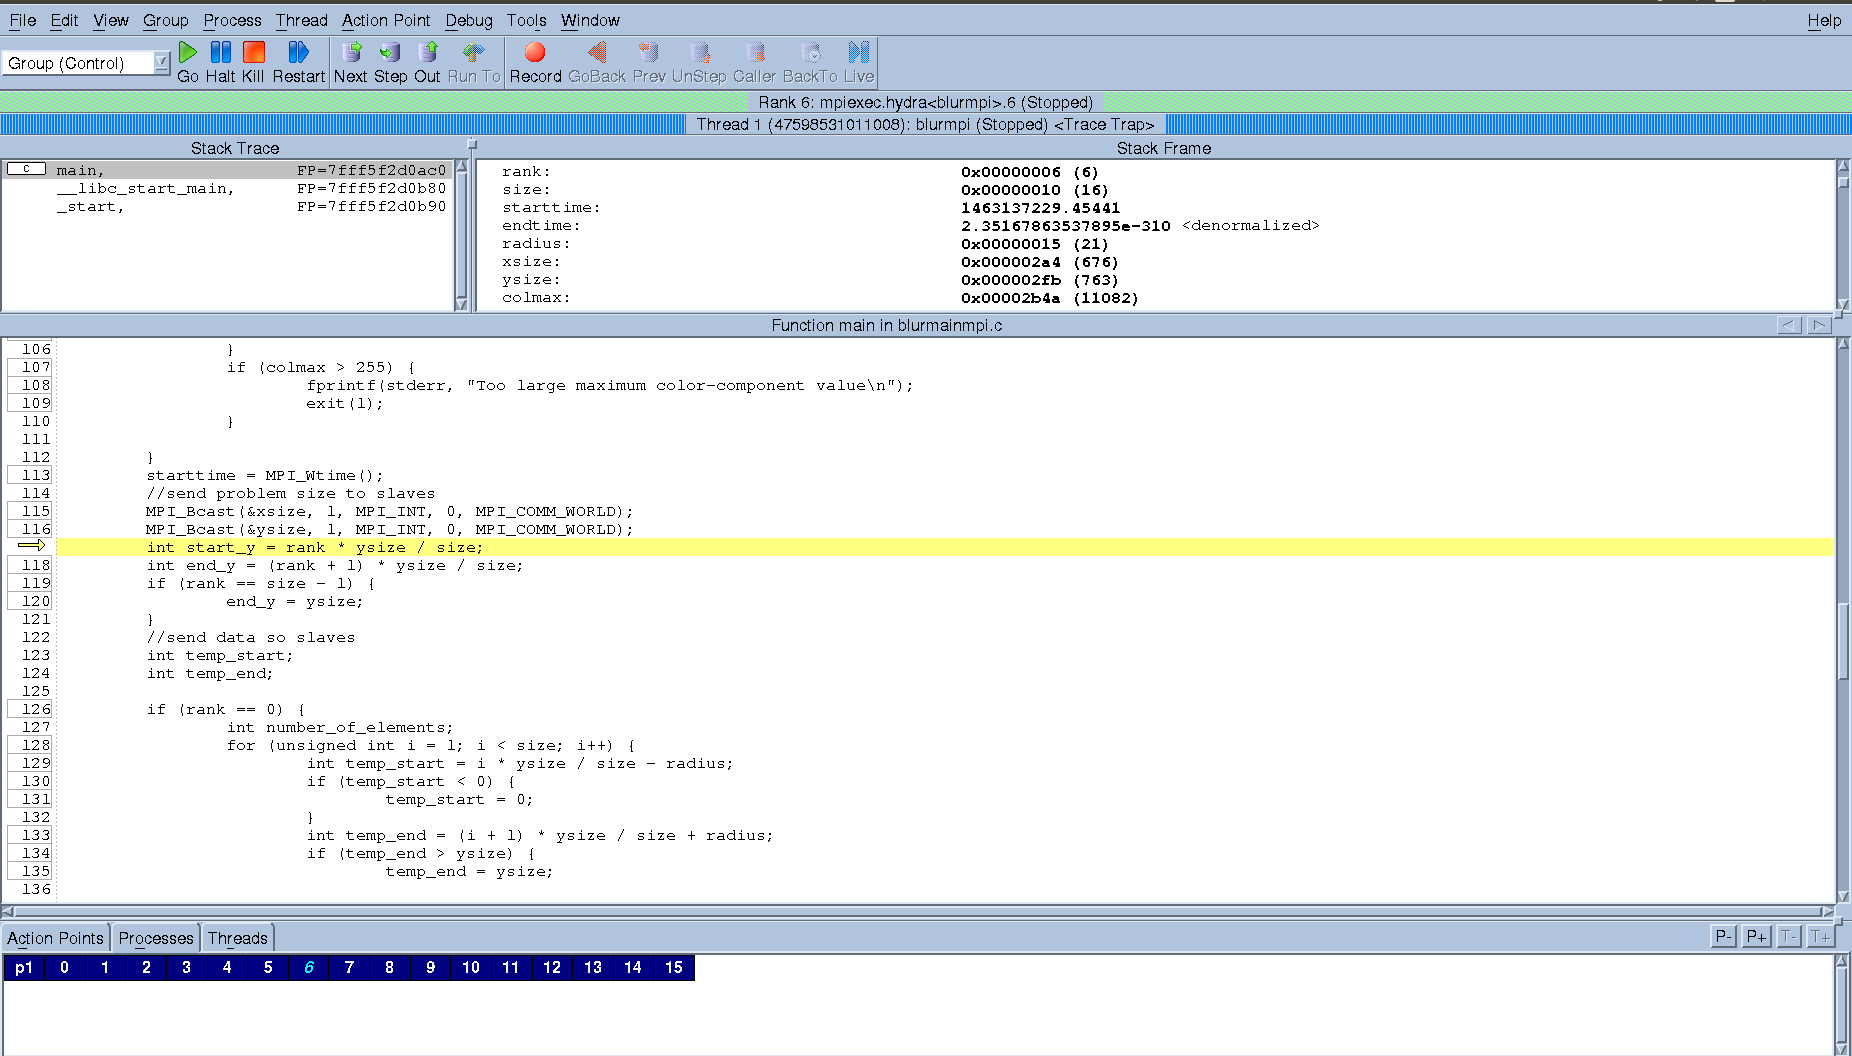 File Edit View Group Process Thread Action Point Debug Tools Window Help
Group (Control) Go Halt Kill Restart Next Step Out Run To Record GoBack Prev UnStep Caller BackTo Live
Rank 6: mpiexec.hydra<blurmpi>.6 (Stopped)
Thread 1 (47598531011008): blurmpi (Stopped) <Trace Trap>
Stack Trace
C main, FP=7fff5f2d0ac0
__libc_start_main, FP=7fff5f2d0b80
_start, FP=7fff5f2d0b90
Stack Frame
rank: 0x00000006 (6)
size: 0x00000010 (16)
starttime: 1463137229.45441
endtime: 2.35167863537895e-310 <denormalized>
radius: 0x00000015 (21)
xsize: 0x000002a4 (676)
ysize: 0x000002fb (763)
colmax: 0x00002b4a (11082)
Function main in blurmainmpi.c
106 }
107 if (colmax > 255) {
108 fprintf(stderr, "Too large maximum color-component value\n");
109 exit(1);
110 }
111
112 }
113 starttime = MPI_Wtime();
114 //send problem size to slaves
115 MPI_Bcast(&xsize, 1, MPI_INT, 0, MPI_COMM_WORLD);
116 MPI_Bcast(&ysize, 1, MPI_INT, 0, MPI_COMM_WORLD);
int start_y = rank * ysize / size;
118 int end_y = (rank + 1) * ysize / size;
119 if (rank == size - 1) {
120 end_y = ysize;
121 }
122 //send data so slaves
123 int temp_start;
124 int temp_end;
125
126 if (rank == 0) {
127 int number_of_elements;
128 for (unsigned int i = 1; i < size; i++) {
129 int temp_start = i * ysize / size - radius;
130 if (temp_start < 0) {
131 temp_start = 0;
132 }
133 int temp_end = (i + 1) * ysize / size + radius;
134 if (temp_end > ysize) {
135 temp_end = ysize;
136
Action Points Processes Threads P- P+ T- T+
p1 0 1 2 3 4 5 6 7 8 9 10 11 12 13 14 15